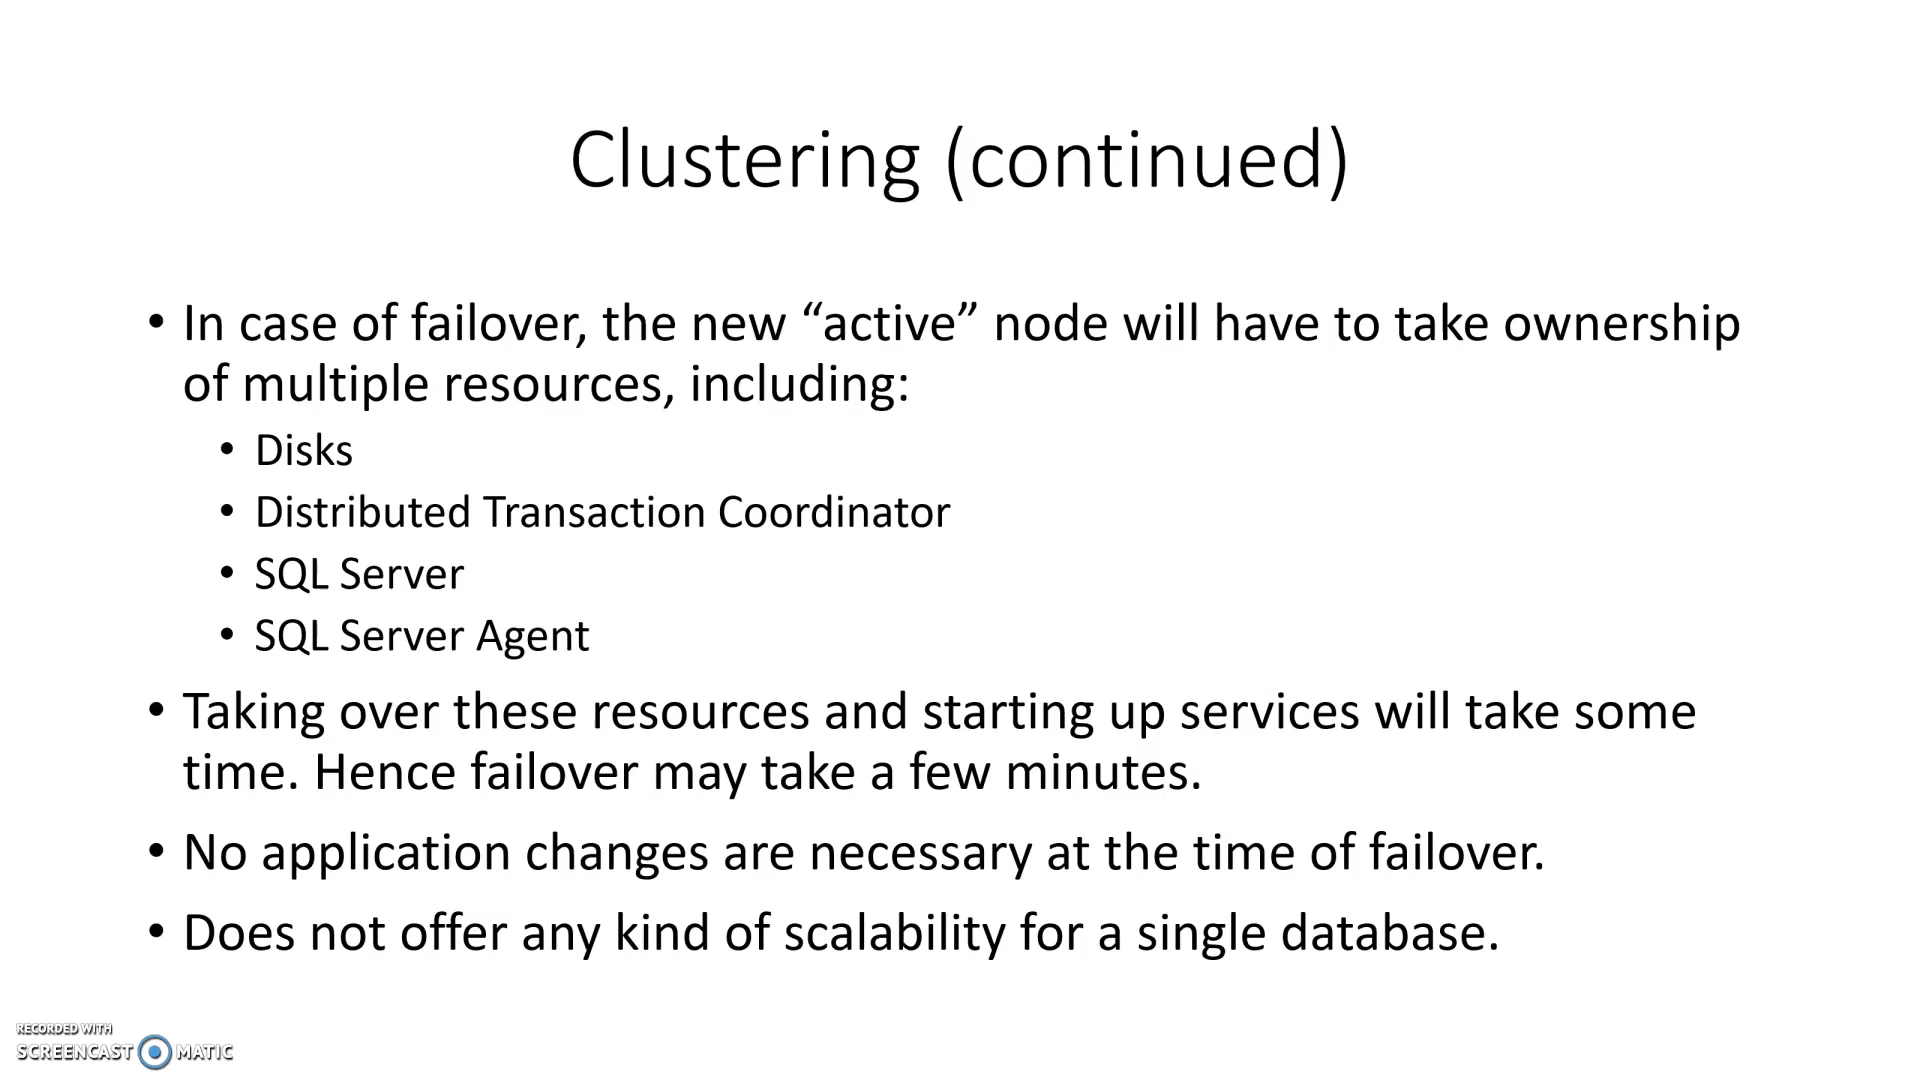 Clustering (continued)
• In case of failover, the new “active” node will have to take ownership
of multiple resources, including:
• Disks
• Distributed Transaction Coordinator
• SQL Server
• SQL Server Agent
• Taking over these resources and starting up services will take some
time. Hence failover may take a few minutes.
• No application changes are necessary at the time of failover.
• Does not offer any kind of scalability for a single database.
RECORDED WITH
SCREENCAST MATIC